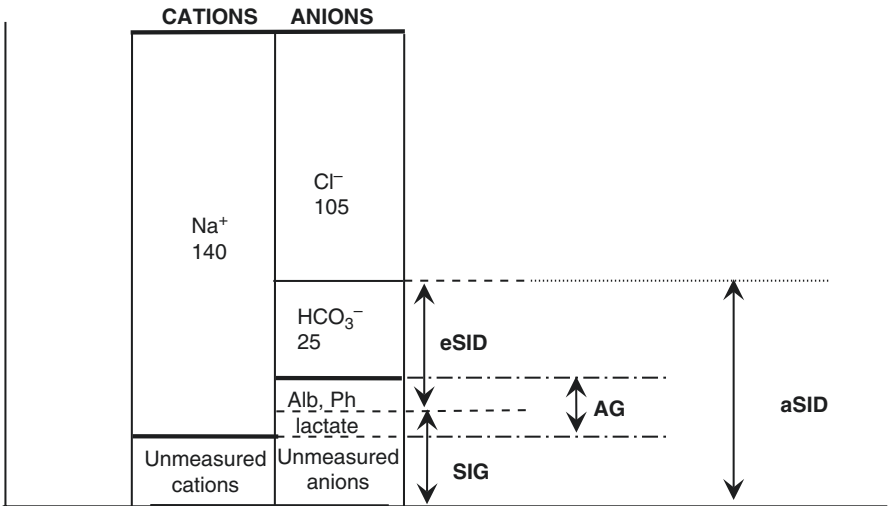 CATIONS ANIONS
Cl⁻
105
Na⁺
140
HCO₃⁻
25
eSID
Alb, Ph
lactate
AG
aSID
Unmeasured
cations
Unmeasured
anions
SIG